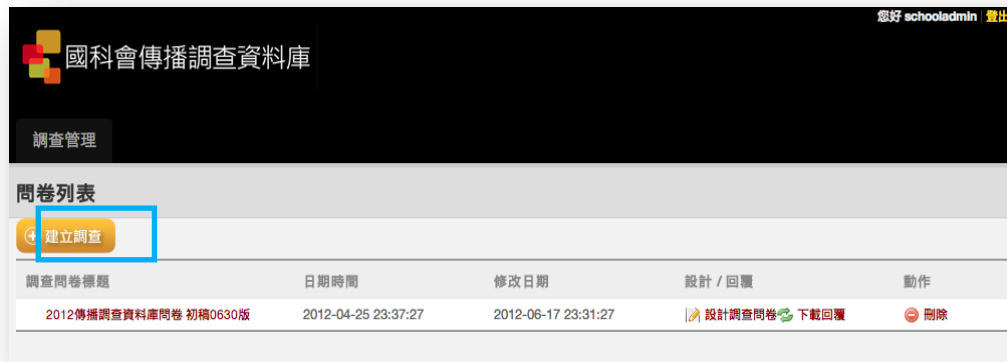 您好 schooladmin 登出
國科會傳播調查資料庫
調查管理
問卷列表
建立調查
調查問卷標題 日期時間 修改日期 設計 / 回覆 動作
2012傳播調查資料庫問卷 初稿0630版 2012-04-25 23:37:27 2012-06-17 23:31:27 設計調查問卷 下載回覆 刪除